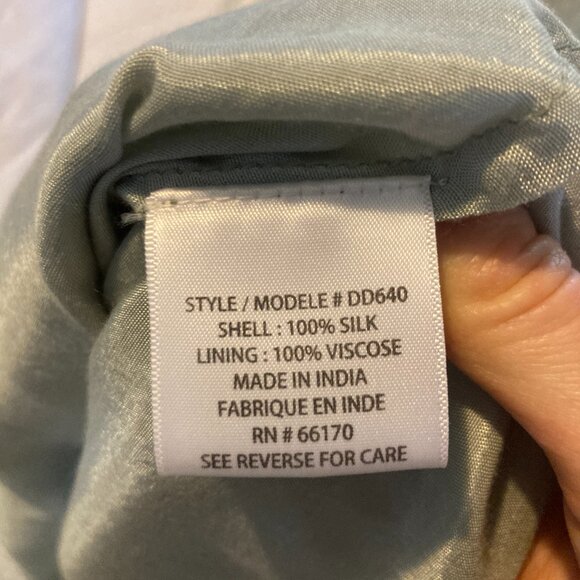 STYLE / MODELE # DD640
SHELL : 100% SILK
LINING : 100% VISCOSE
MADE IN INDIA
FABRIQUE EN INDE
RN # 66170
SEE REVERSE FOR CARE